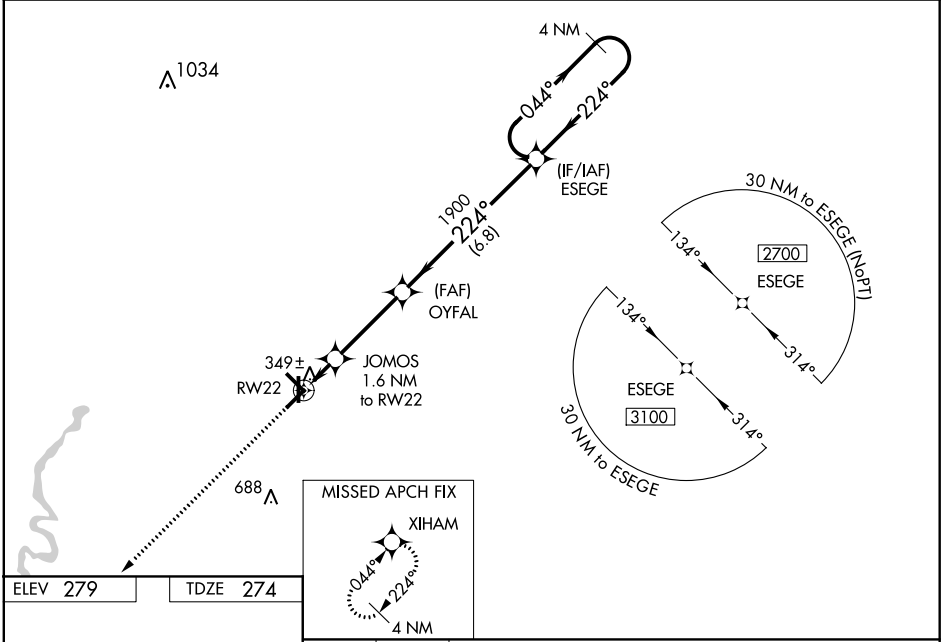 4 NM
1034
044°
224°
(IF/IAF)
ESEGE
1900
224°
(6.8)
30 NM to ESEGE (NoPT)
134°
2700
ESEGE
314°
(FAF)
OYFAL
134°
ESEGE
3100
314°
30 NM to ESEGE
349±
JOMOS
1.6 NM
to RW22
RW22
688
MISSED APCH FIX
XIHAM
044°
224°
4 NM
ELEV 279
TDZE 274